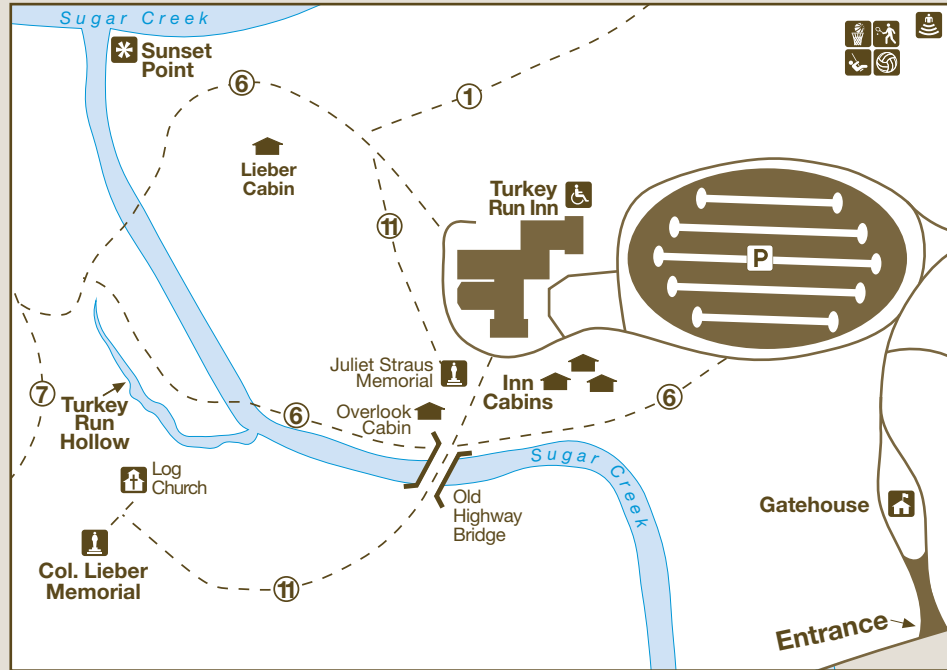 Sugar Creek
Sunset
Point
6
1
Lieber
Cabin
Turkey
Run Inn
11
P
Juliet Straus
Memorial
Inn
Cabins
7
Turkey
Run
Hollow
6
Overlook
Cabin
6
Sugar Creek
Log
Church
Old
Highway
Bridge
Gatehouse
Col. Lieber
Memorial
11
Entrance